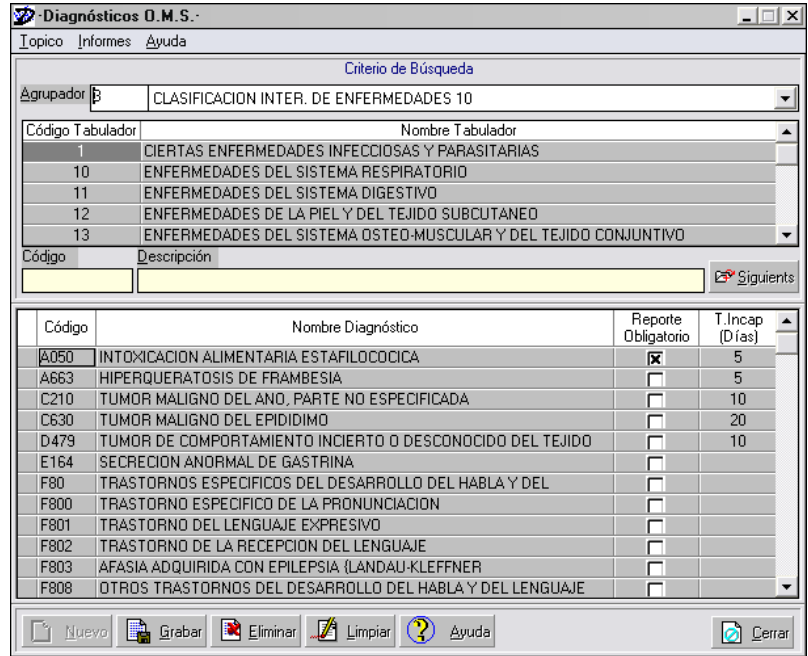 ·Diagnósticos O.M.S.·
Topico Informes Ayuda
Criterio de Búsqueda
Agrupador 3 CLASIFICACION INTER. DE ENFERMEDADES 10
Código Tabulador Nombre Tabulador
1 CIERTAS ENFERMEDADES INFECCIOSAS Y PARASITARIAS
10 ENFERMEDADES DEL SISTEMA RESPIRATORIO
11 ENFERMEDADES DEL SISTEMA DIGESTIVO
12 ENFERMEDADES DE LA PIEL Y DEL TEJIDO SUBCUTANEO
13 ENFERMEDADES DEL SISTEMA OSTEO-MUSCULAR Y DEL TEJIDO CONJUNTIVO
Código Descripción
Siguients
Código Nombre Diagnóstico Reporte Obligatorio T.Incap (Días)
A050 INTOXICACION ALIMENTARIA ESTAFILOCOCICA 5
A663 HIPERQUERATOSIS DE FRAMBESIA 5
C210 TUMOR MALIGNO DEL ANO, PARTE NO ESPECIFICADA 10
C630 TUMOR MALIGNO DEL EPIDIDIMO 20
D479 TUMOR DE COMPORTAMIENTO INCIERTO O DESCONOCIDO DEL TEJIDO 10
E164 SECRECION ANORMAL DE GASTRINA
F80 TRASTORNOS ESPECIFICOS DEL DESARROLLO DEL HABLA Y DEL
F800 TRASTORNO ESPECIFICO DE LA PRONUNCIACION
F801 TRASTORNO DEL LENGUAJE EXPRESIVO
F802 TRASTORNO DE LA RECEPCION DEL LENGUAJE
F803 AFASIA ADQUIRIDA CON EPILEPSIA {LANDAU-KLEFFNER
F808 OTROS TRASTORNOS DEL DESARROLLO DEL HABLA Y DEL LENGUAJE
Nuevo Grabar Eliminar Limpiar Ayuda Cerrar